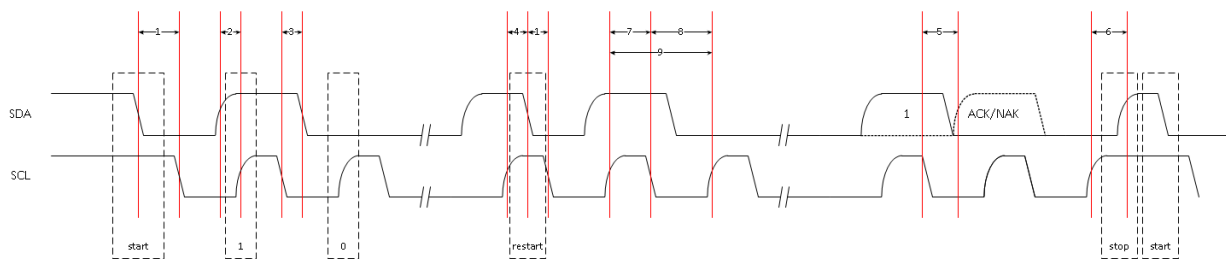 1 2 3 4 1 7 8 5 6
9
SDA 1 ACK/NAK
SCL
start 1 0 restart stop start